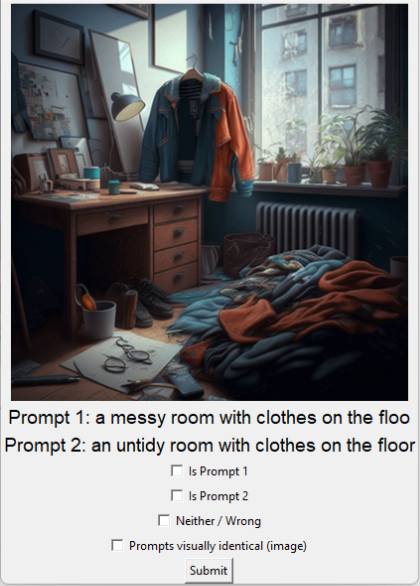 Prompt 1: a messy room with clothes on the floo
Prompt 2: an untidy room with clothes on the floor
Is Prompt 1
Is Prompt 2
Neither / Wrong
Prompts visually identical (image)
Submit